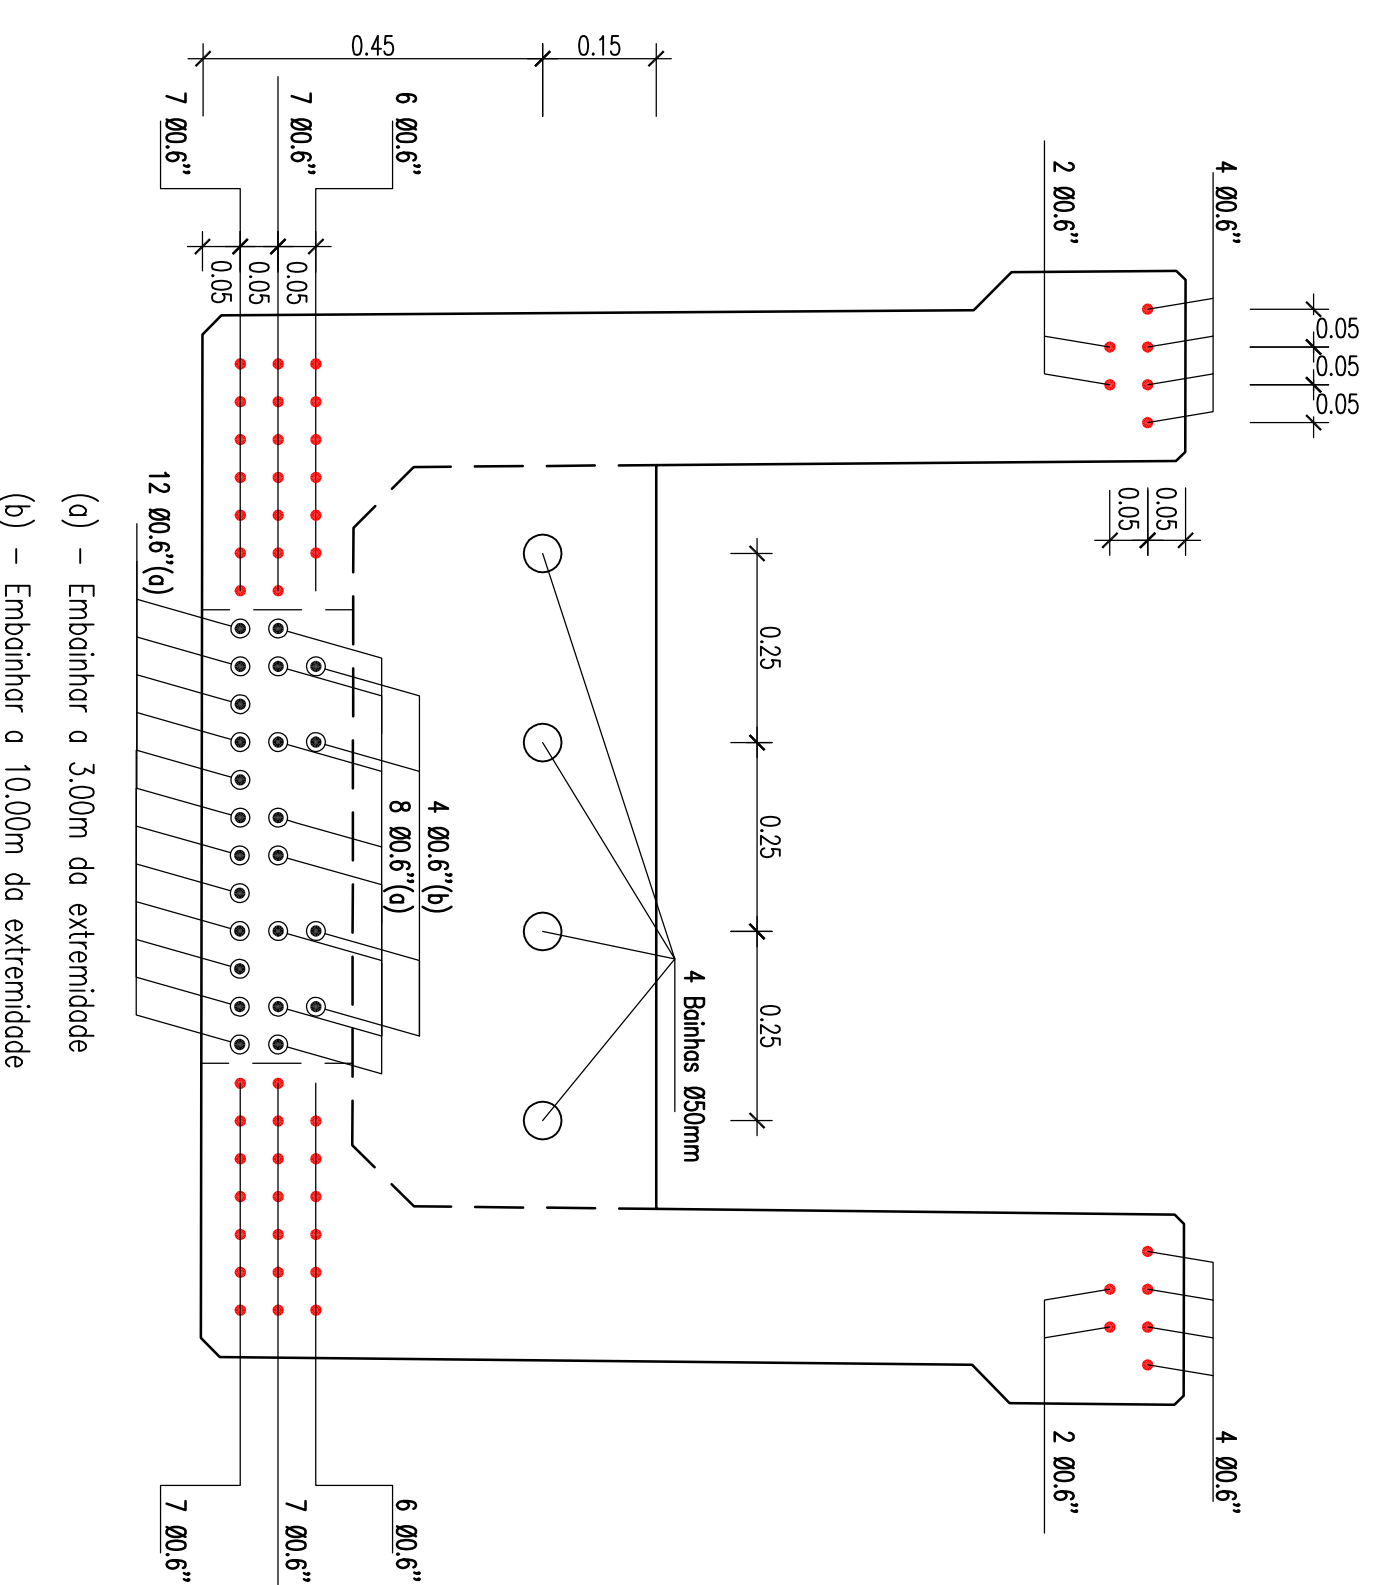 4 Ø0.6"
0.05
0.05
0.05
0.05
0.05
4 Ø0.6"
2 Ø0.6"
2 Ø0.6"
0.25
0.25
0.25
4 Bainhas Ø50mm
0.15
0.45
4 Ø0.6"(b)
8 Ø0.6"(a)
6 Ø0.6"
6 Ø0.6"
7 Ø0.6"
0.05
7 Ø0.6"
0.05
0.05
7 Ø0.6"
12 Ø0.6"(a)
7 Ø0.6"
(a) - Embainhar a 3.00m da extremidade
(b) - Embainhar a 10.00m da extremidade